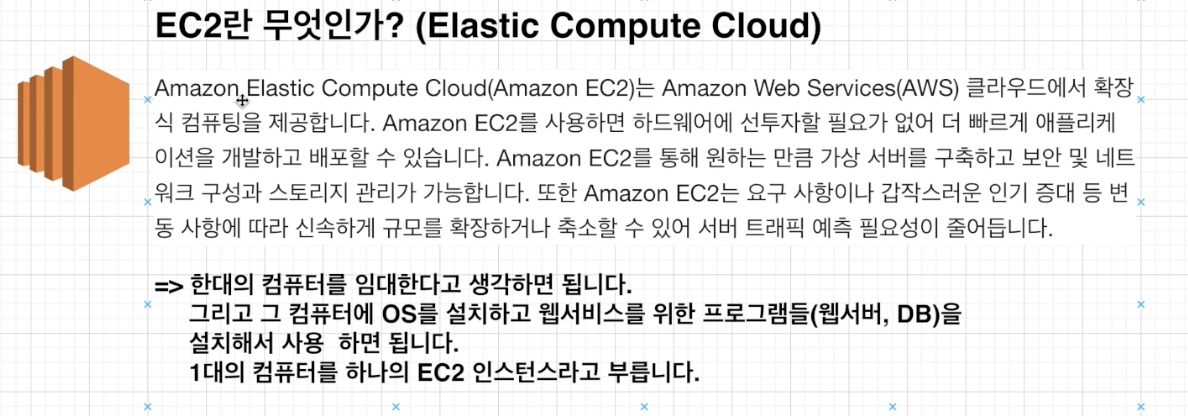 EC2란 무엇인가? (Elastic Compute Cloud)
Amazon Elastic Compute Cloud(Amazon EC2)는 Amazon Web Services(AWS) 클라우드에서 확장
식 컴퓨팅을 제공합니다. Amazon EC2를 사용하면 하드웨어에 선투자할 필요가 없어 더 빠르게 애플리케
이션을 개발하고 배포할 수 있습니다. Amazon EC2를 통해 원하는 만큼 가상 서버를 구축하고 보안 및 네트
워크 구성과 스토리지 관리가 가능합니다. 또한 Amazon EC2는 요구 사항이나 갑작스러운 인기 증대 등 변
동 사항에 따라 신속하게 규모를 확장하거나 축소할 수 있어 서버 트래픽 예측 필요성이 줄어듭니다.
=> 한대의 컴퓨터를 임대한다고 생각하면 됩니다.
그리고 그 컴퓨터에 OS를 설치하고 웹서비스를 위한 프로그램들(웹서버, DB)을
설치해서 사용 하면 됩니다.
1대의 컴퓨터를 하나의 EC2 인스턴스라고 부릅니다.